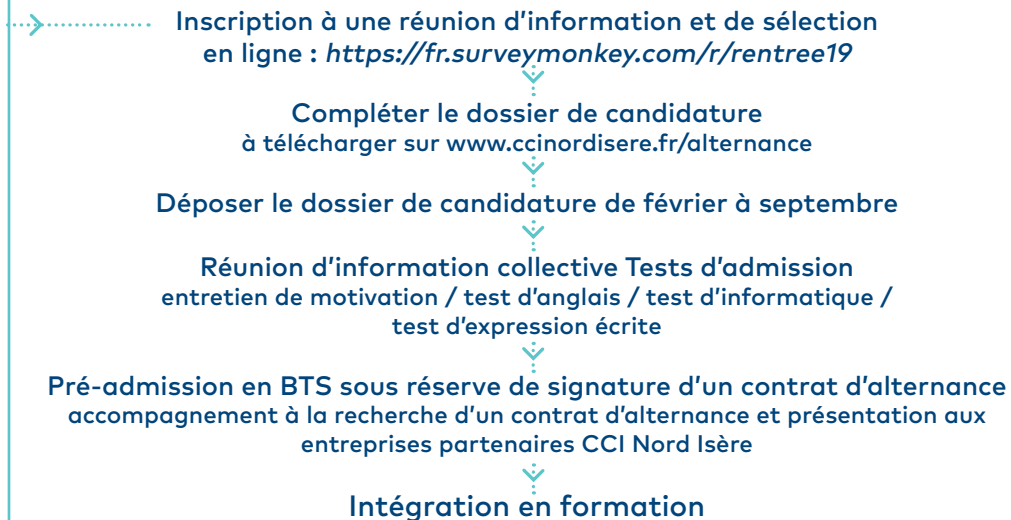 Inscription à une réunion d’information et de sélection
en ligne : https://fr.surveymonkey.com/r/rentree19
Compléter le dossier de candidature
à télécharger sur www.ccinordisere.fr/alternance
Déposer le dossier de candidature de février à septembre
Réunion d’information collective Tests d’admission
entretien de motivation / test d’anglais / test d’informatique /
test d’expression écrite
Pré-admission en BTS sous réserve de signature d’un contrat d’alternance
accompagnement à la recherche d’un contrat d’alternance et présentation aux
entreprises partenaires CCI Nord Isère
Intégration en formation